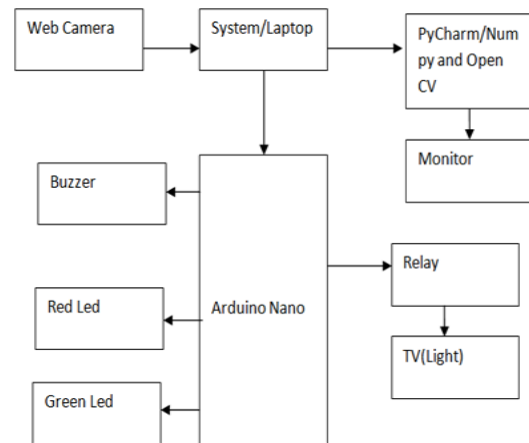 Web Camera
System/Laptop
PyCharm/Num
py and Open
CV
Monitor
Buzzer
Relay
Red Led
Arduino Nano
TV(Light)
Green Led